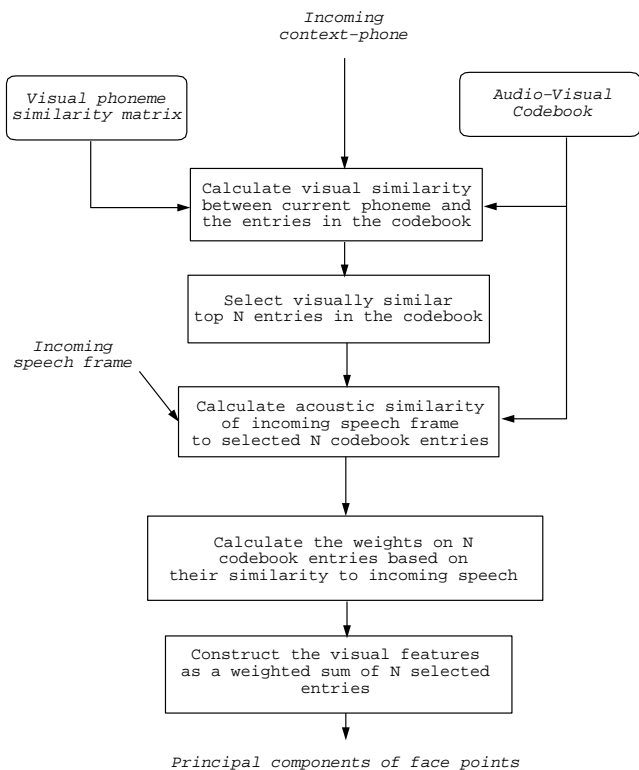 Incoming
context-phone
Visual phoneme
similarity matrix
Audio-Visual
Codebook
Calculate visual similarity
between current phoneme and
the entries in the codebook
Select visually similar
top N entries in the codebook
Incoming
speech frame
Calculate acoustic similarity
of incoming speech frame
to selected N codebook entries
Calculate the weights on N
codebook entries based on
their similarity to incoming speech
Construct the visual features
as a weighted sum of N selected
entries
Principal components of face points